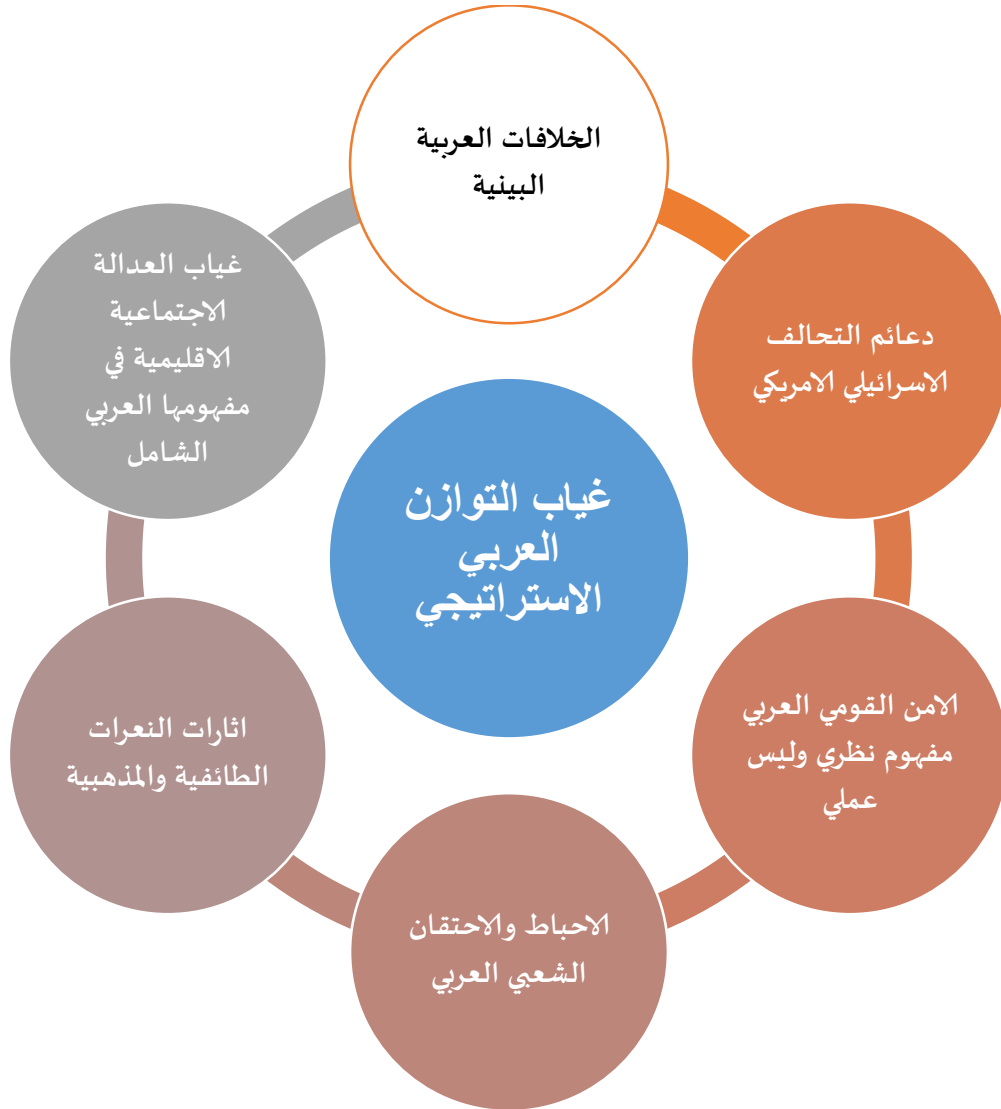 الخلافات العربية
البينية
دعائم التحالف
الاسرائيلي الامريكي
الامن القومي العربي
مفهوم نظري وليس
عملي
الاحباط والاحتقان
الشعبي العربي
اثارات النعرات
الطائفية والمذهبية
غياب العدالة
الاجتماعية
الاقليمية في
مفهومها العربي
الشامل
غياب التوازن
العربي
الاستراتيجي